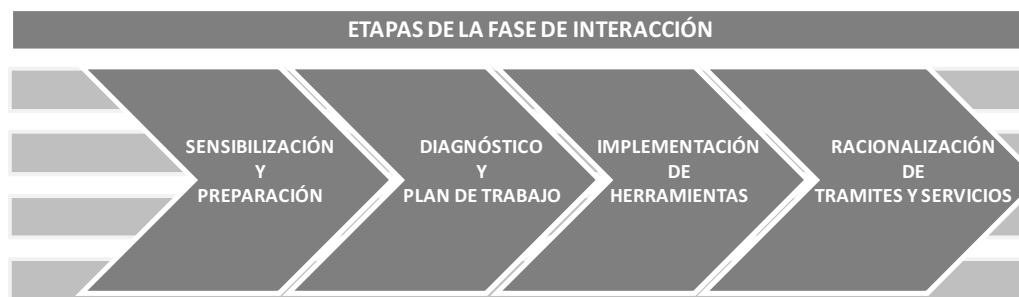 ETAPAS DE LA FASE DE INTERACCIÓN
SENSIBILIZACIÓN
Y
PREPARACIÓN
DIAGNÓSTICO
Y
PLAN DE TRABAJO
IMPLEMENTACIÓN
DE
HERRAMIENTAS
RACIONALIZACIÓN
DE
TRAMITES Y SERVICIOS